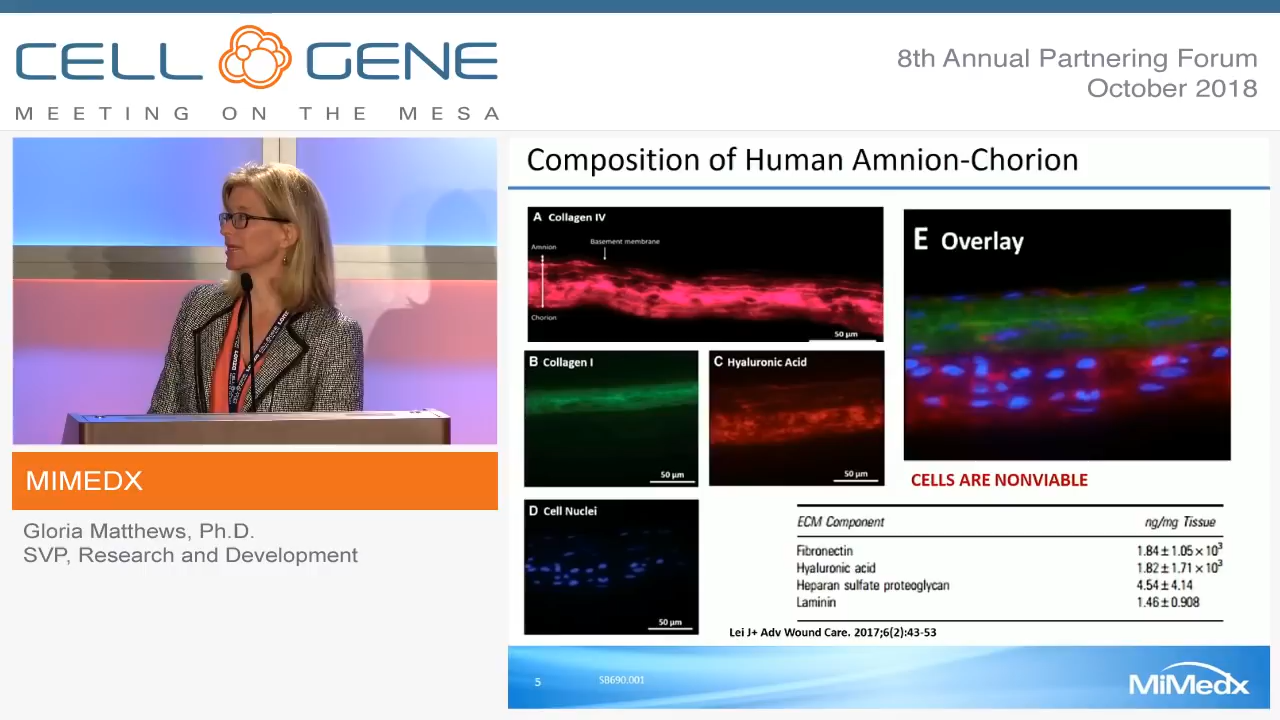 CELL GENE
MEETING ON THE MESA
8th Annual Partnering Forum
October 2018
MIMEDX
Gloria Matthews, Ph.D.
SVP, Research and Development
Composition of Human Amnion-Chorion
A Collagen IV
Basement membrane
Amnion
Chorion
50 µm
B Collagen I
50 µm
C Hyaluronic Acid
50 µm
D Cell Nuclei
50 µm
E Overlay
CELLS ARE NONVIABLE
ECM Component ng/mg Tissue
Fibronectin 1.84 ± 1.05 × 10³
Hyaluronic acid 1.82 ± 1.71 × 10³
Heparan sulfate proteoglycan 4.54 ± 4.14
Laminin 1.46 ± 0.908
Lei J+ Adv Wound Care. 2017;6(2):43-53
5
SB690.001
MiMedx